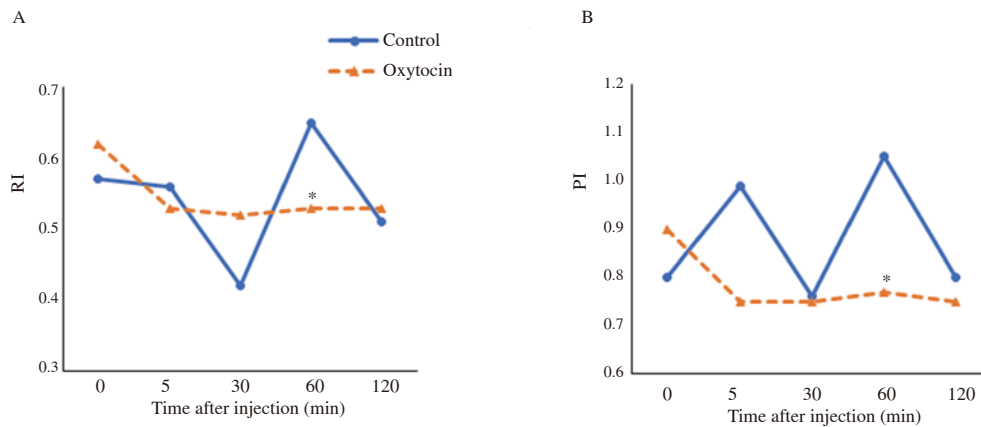 A
Control
Oxytocin
0.7
0.6
0.5
0.4
0.3
RI
*
0 5 30 60 120
Time after injection (min)
B
1.2
1.1
1.0
0.9
0.8
0.7
0.6
PI
*
0 5 30 60 120
Time after injection (min)